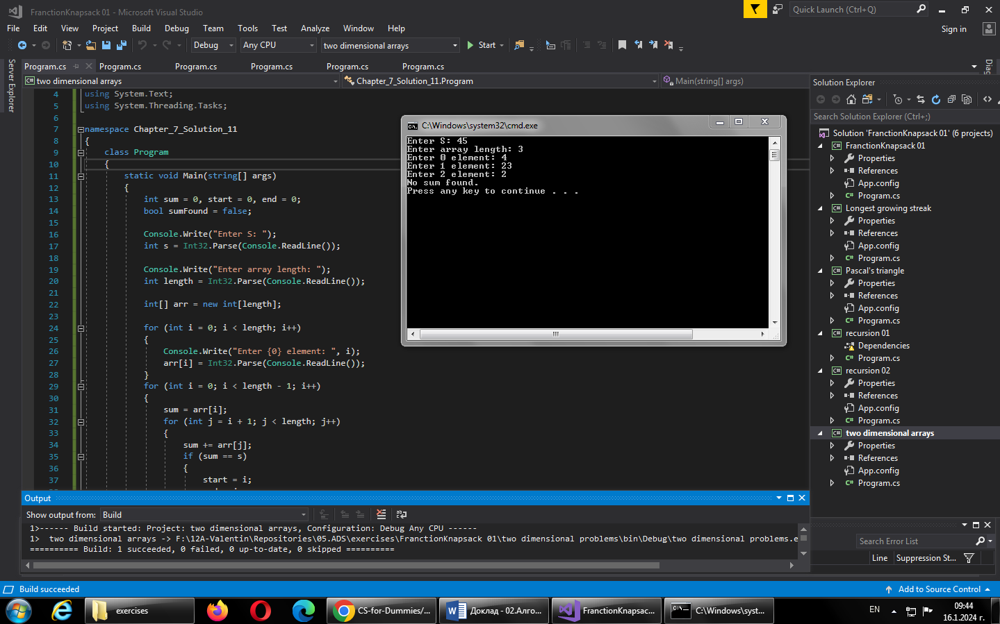 FranctionKnapsack 01 - Microsoft Visual Studio
Quick Launch (Ctrl+Q)
File Edit View Project Build Debug Team Tools Test Analyze Window Help
Sign in
Debug Any CPU two dimensional arrays Start
Server Explorer
Program.cs Program.cs Program.cs Program.cs Program.cs Program.cs
two dimensional arrays Chapter_7_Solution_11.Program Main(string[] args)
4 using System.Text;
5 using System.Threading.Tasks;
6
7 namespace Chapter_7_Solution_11
8 {
9 class Program
10 {
11 static void Main(string[] args)
12 {
13 int sum = 0, start = 0, end = 0;
14 bool sumFound = false;
15
16 Console.Write("Enter S: ");
17 int s = Int32.Parse(Console.ReadLine());
18
19 Console.Write("Enter array length: ");
20 int length = Int32.Parse(Console.ReadLine());
21
22 int[] arr = new int[length];
23
24 for (int i = 0; i < length; i++)
25 {
26 Console.Write("Enter {0} element: ", i);
27 arr[i] = Int32.Parse(Console.ReadLine());
28 }
29 for (int i = 0; i < length - 1; i++)
30 {
31 sum = arr[i];
32 for (int j = i + 1; j < length; j++)
33 {
34 sum += arr[j];
35 if (sum == s)
36 {
37 start = i;
C:\Windows\system32\cmd.exe
Enter S: 45
Enter array length: 3
Enter 0 element: 4
Enter 1 element: 23
Enter 2 element: 2
No sum found.
Press any key to continue . . .
Diag
Solution Explorer
Search Solution Explorer (Ctrl+;)
Solution 'FranctionKnapsack 01' (6 projects)
FranctionKnapsack 01
Properties
References
App.config
Program.cs
Longest growing streak
Properties
References
App.config
Program.cs
Pascal's triangle
Properties
References
App.config
Program.cs
recursion 01
Dependencies
Program.cs
recursion 02
Properties
References
App.config
Program.cs
two dimensional arrays
Properties
References
App.config
Program.cs
Output
Show output from: Build
1>------ Build started: Project: two dimensional arrays, Configuration: Debug Any CPU ------
1> two dimensional arrays -> F:\12A-Valentin\Repositories\05.ADS\exercises\FranctionKnapsack 01\two dimensional problems\bin\Debug\two dimensional problems.e
========== Build: 1 succeeded, 0 failed, 0 up-to-date, 0 skipped ==========
Search Error List
Line Suppression St...
Build succeeded
Add to Source Control
exercises
CS-for-Dummies/...
Доклад - 02.Алго...
FranctionKnapsac...
C:\Windows\syst...
EN
09:44
16.1.2024 г.